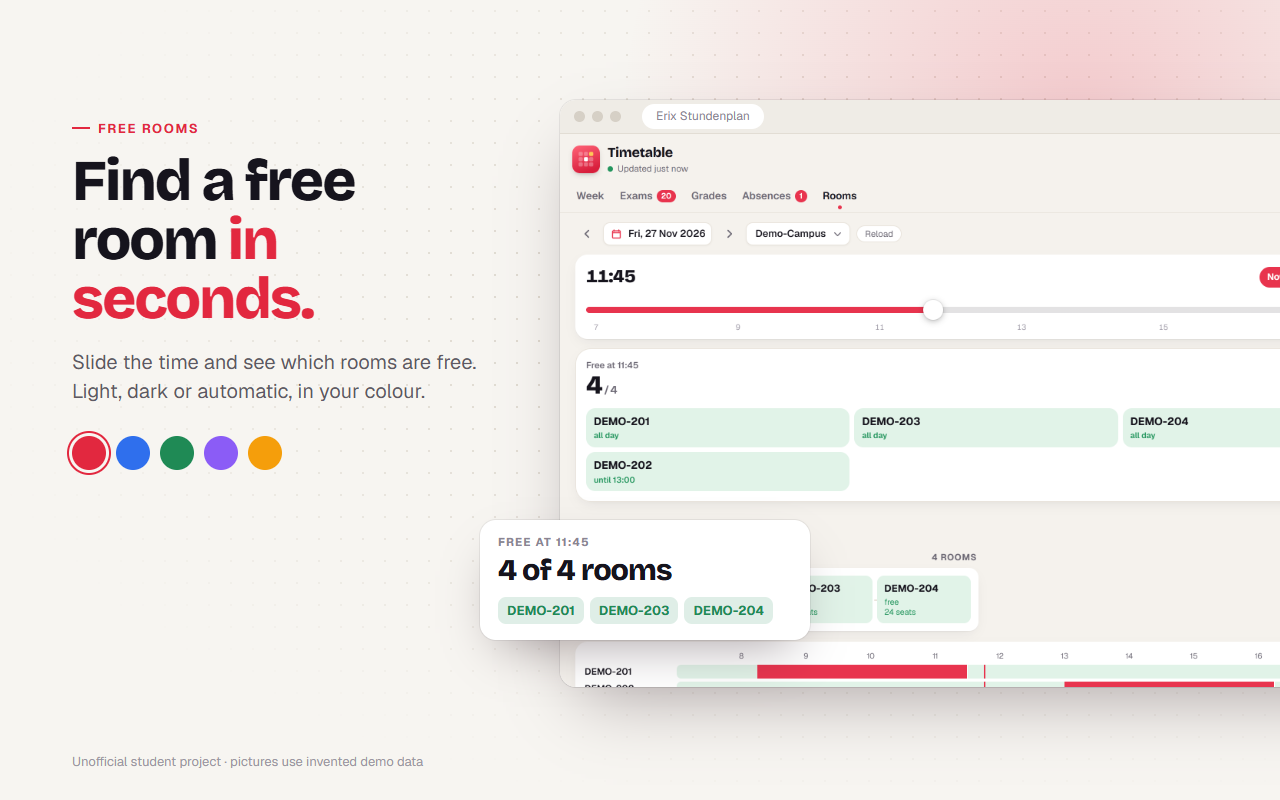 FREE ROOMS
Find a free
room in
seconds.
Slide the time and see which rooms are free.
Light, dark or automatic, in your colour.
Erix Stundenplan
Timetable
Updated just now
Week Exams 20 Grades Absences 1 Rooms
Fri, 27 Nov 2026 Demo-Campus Reload
11:45
7 9 11 13 15
Free at 11:45
4 / 4
DEMO-201 DEMO-203 DEMO-204
all day all day all day
DEMO-202
until 13:00
FREE AT 11:45
4 of 4 rooms
DEMO-201 DEMO-203 DEMO-204
4 ROOMS
DEMO-204
free
24 seats
8 9 10 11 12 13 14 15 16
DEMO-201
Unofficial student project · pictures use invented demo data